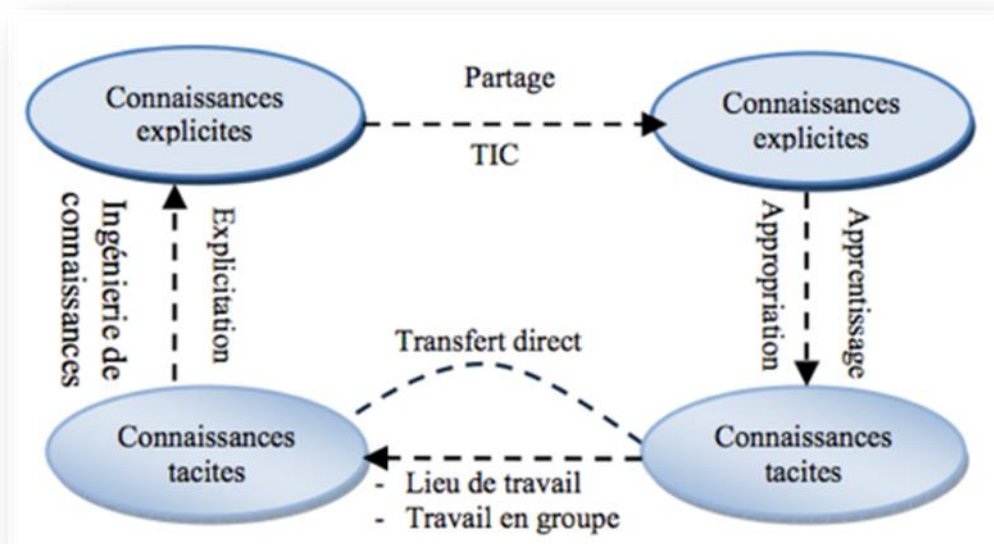 Connaissances
explicites
Partage
TIC
Connaissances
explicites
Ingénierie de
connaissances
Explicitation
Appropriation
Apprentissage
Transfert direct
Connaissances
tacites
- Lieu de travail
- Travail en groupe
Connaissances
tacites